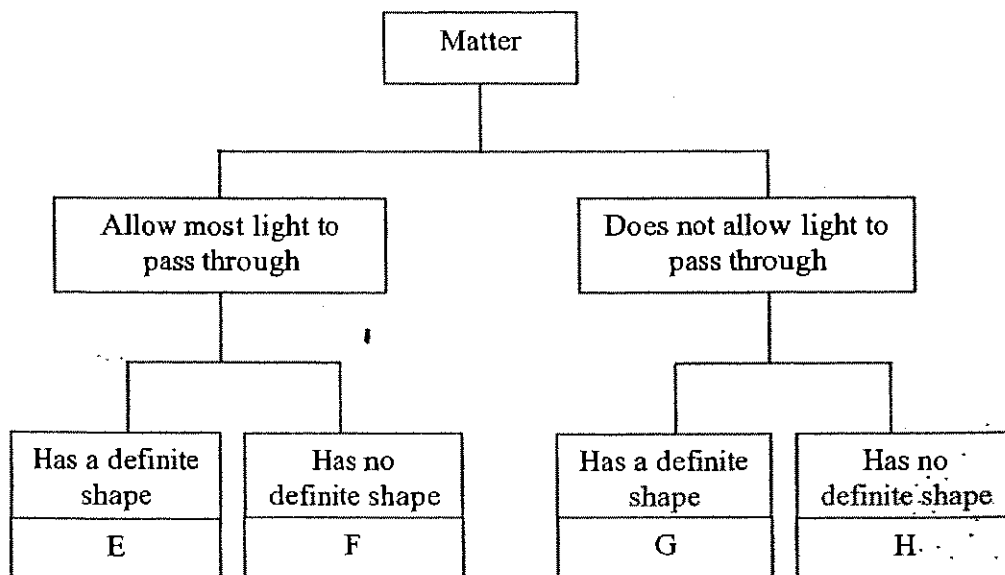 Matter
Allow most light to
pass through
Does not allow light to
pass through
Has a definite
shape
E
Has no
definite shape
F
Has a definite
shape
G
Has no
definite shape
H